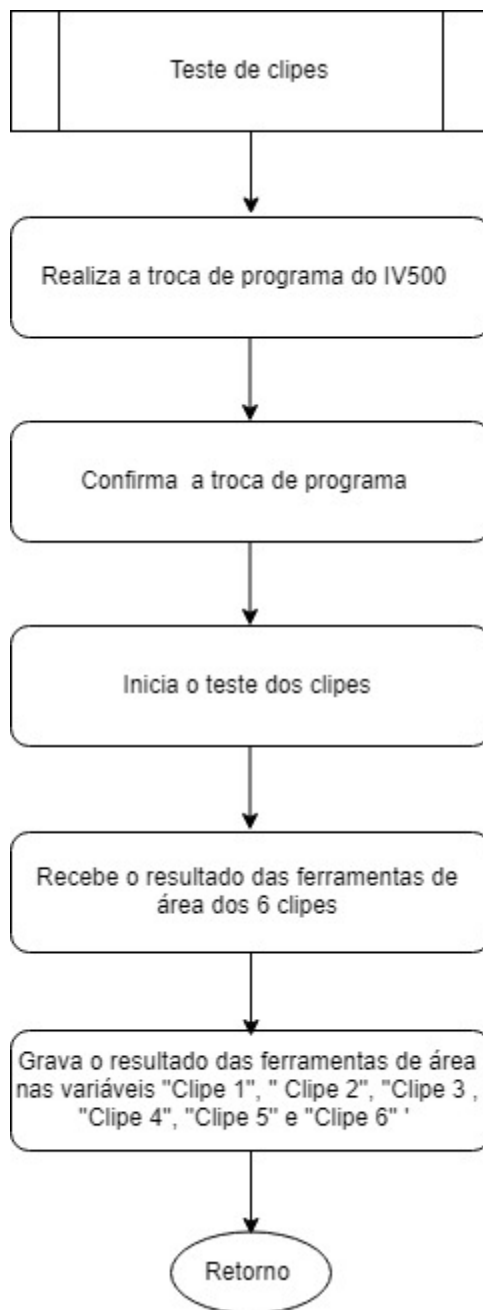 Teste de clipes
Realiza a troca de programa do IV500
Confirma  a troca de programa
Inicia o teste dos clipes
Recebe o resultado das ferramentas de
área dos 6 clipes
Grava o resultado das ferramentas de área
nas variáveis "Clipe 1", " Clipe 2", "Clipe 3 ,
"Clipe 4", "Clipe 5" e "Clipe 6" '
Retorno